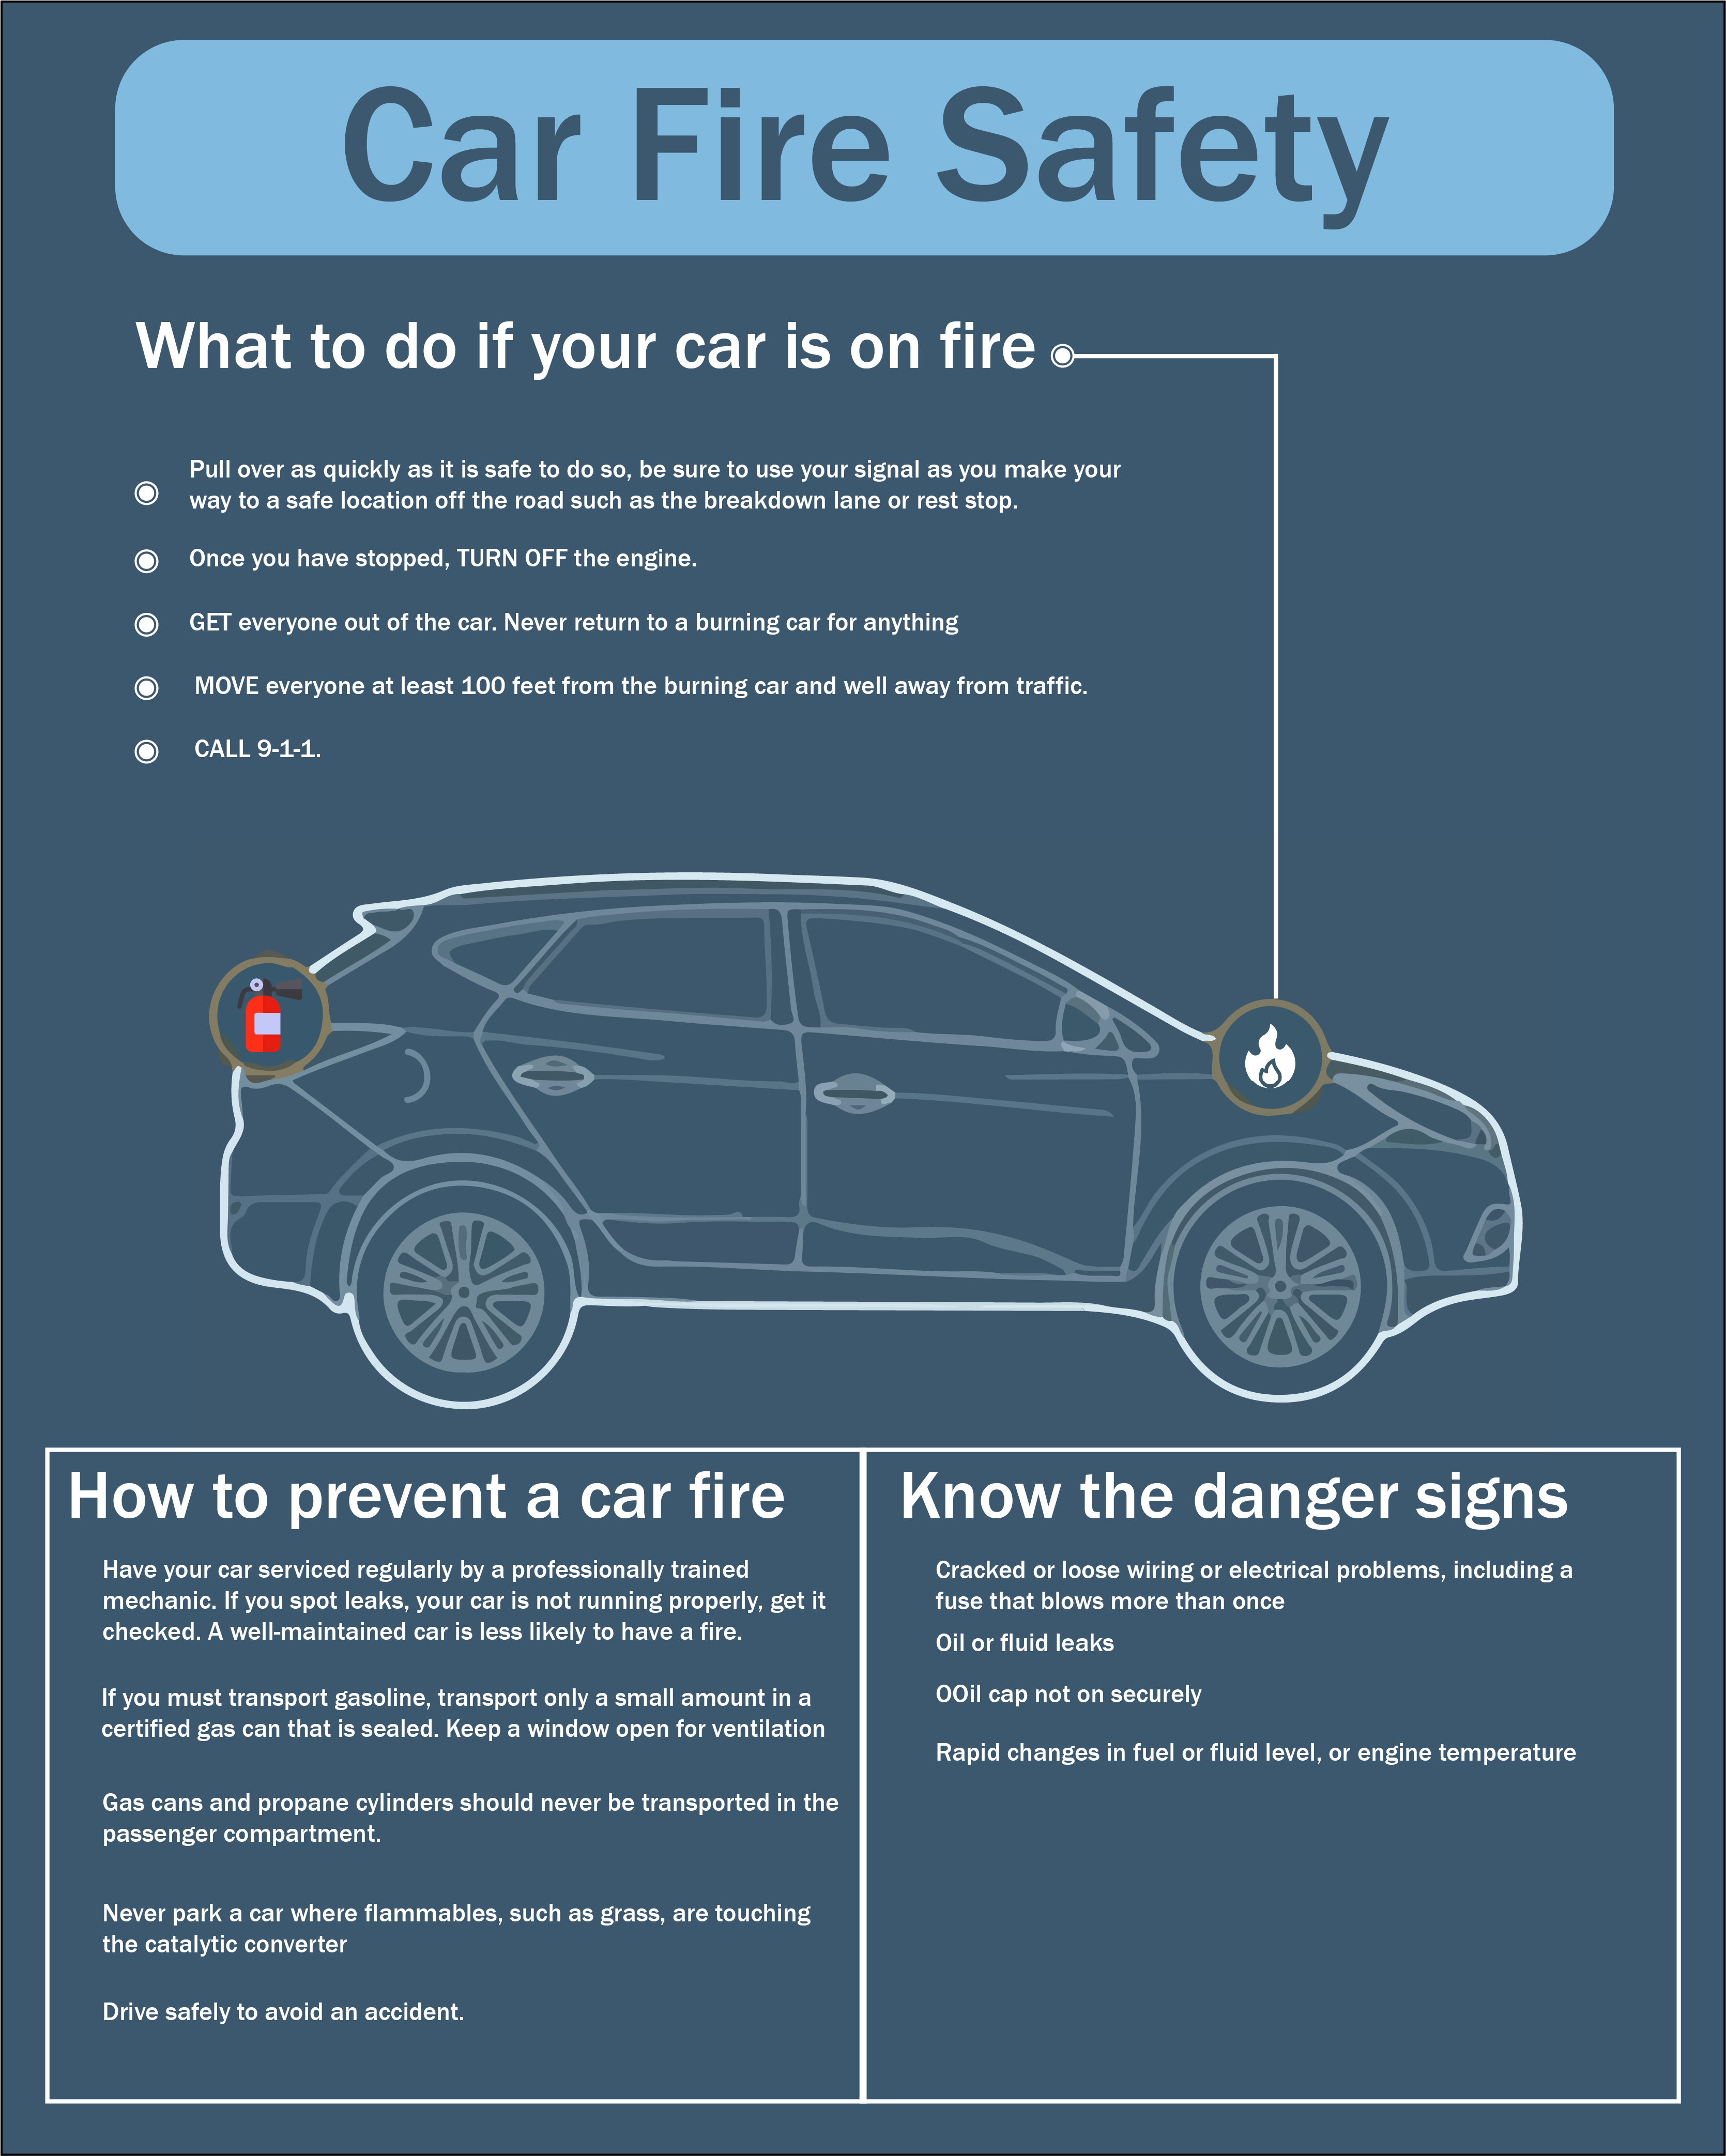 Car Fire Safety
What to do if your car is on fire
Pull over as quickly as it is safe to do so, be sure to use your signal as you make your
way to a safe location off the road such as the breakdown lane or rest stop.
Once you have stopped, TURN OFF the engine.
GET everyone out of the car. Never return to a burning car for anything
MOVE everyone at least 100 feet from the burning car and well away from traffic.
CALL 9-1-1.
How to prevent a car fire
Have your car serviced regularly by a professionally trained
mechanic. If you spot leaks, your car is not running properly, get it
checked. A well-maintained car is less likely to have a fire.
If you must transport gasoline, transport only a small amount in a
certified gas can that is sealed. Keep a window open for ventilation
Gas cans and propane cylinders should never be transported in the
passenger compartment.
Never park a car where flammables, such as grass, are touching
the catalytic converter
Drive safely to avoid an accident.
Know the danger signs
Cracked or loose wiring or electrical problems, including a
fuse that blows more than once
Oil or fluid leaks
OOil cap not on securely
Rapid changes in fuel or fluid level, or engine temperature